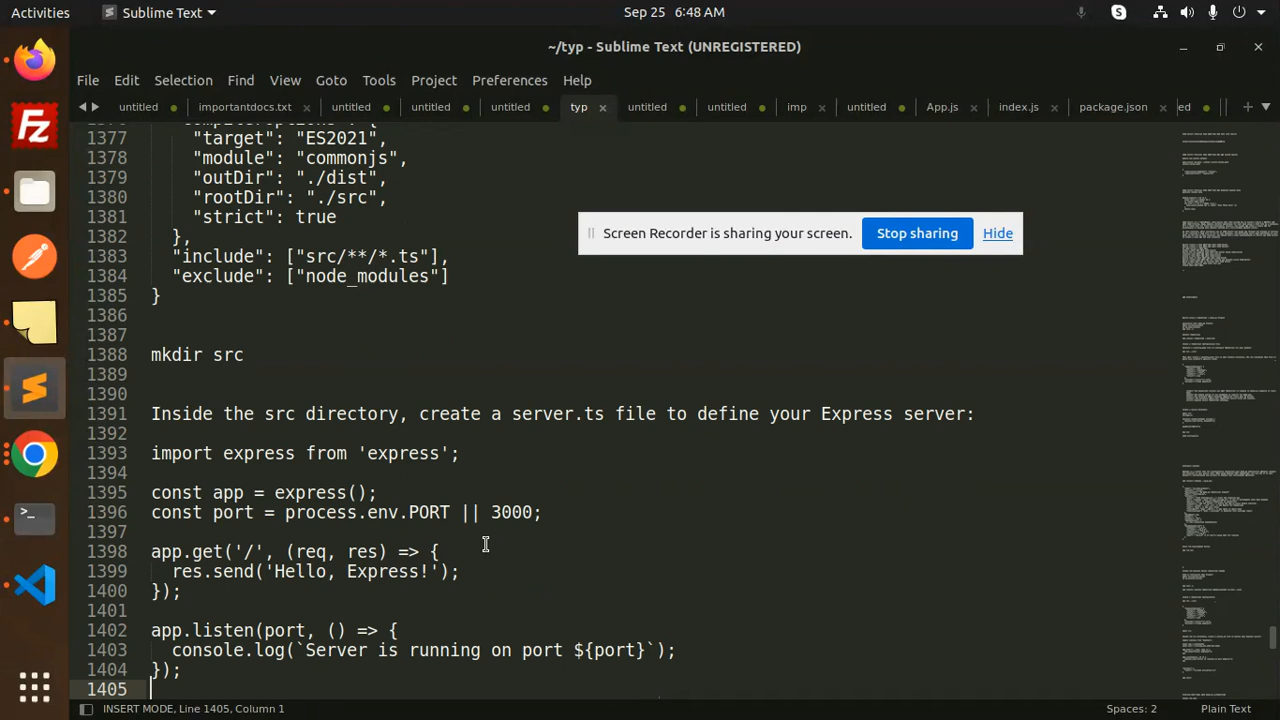 Activities
Sublime Text
Sep 25 6:48 AM
~/typ - Sublime Text (UNREGISTERED)
File Edit Selection Find View Goto Tools Project Preferences Help
untitled importantdocs.txt untitled untitled untitled typ untitled untitled imp untitled App.js index.js package.json ed
1377 "target": "ES2021",
1378 "module": "commonjs",
1379 "outDir": "./dist",
1380 "rootDir": "./src",
1381 "strict": true
1382 },
1383 "include": ["src/**/*.ts"],
1384 "exclude": ["node_modules"]
1385 }
1386
1387
1388 mkdir src
1389
1390
1391 Inside the src directory, create a server.ts file to define your Express server:
1392
1393 import express from 'express';
1394
1395 const app = express();
1396 const port = process.env.PORT || 3000;
1397
1398 app.get('/', (req, res) => {
1399 res.send('Hello, Express!');
1400 });
1401
1402 app.listen(port, () => {
1403 console.log(`Server is running on port ${port}`);
1404 });
1405
Screen Recorder is sharing your screen. Stop sharing Hide
INSERT MODE, Line 1405, Column 1
Spaces: 2
Plain Text